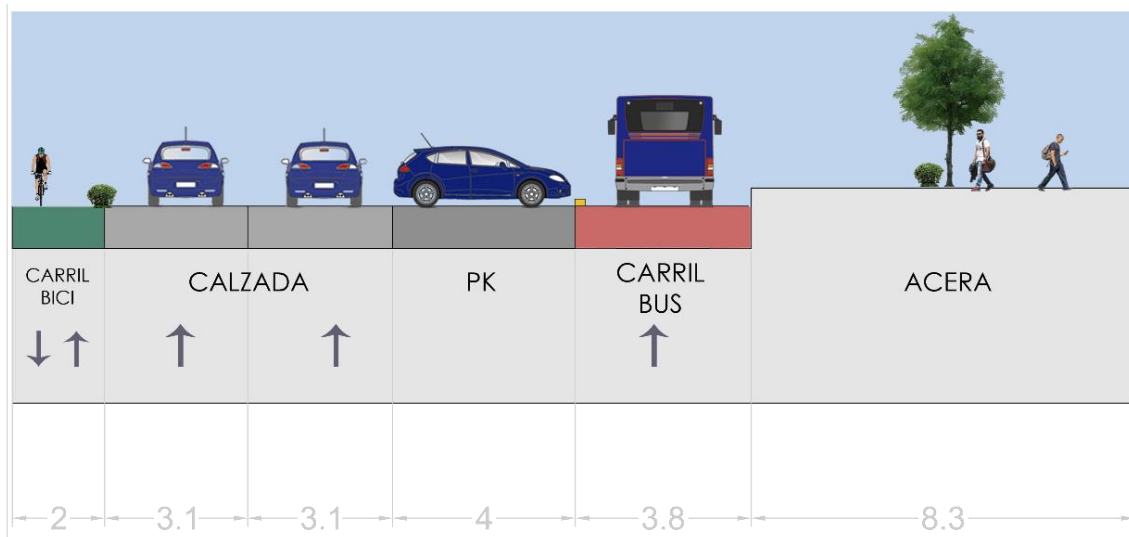 CARRIL
BICI
CALZADA
PK
CARRIL
BUS
ACERA
2
3.1
3.1
4
3.8
8.3